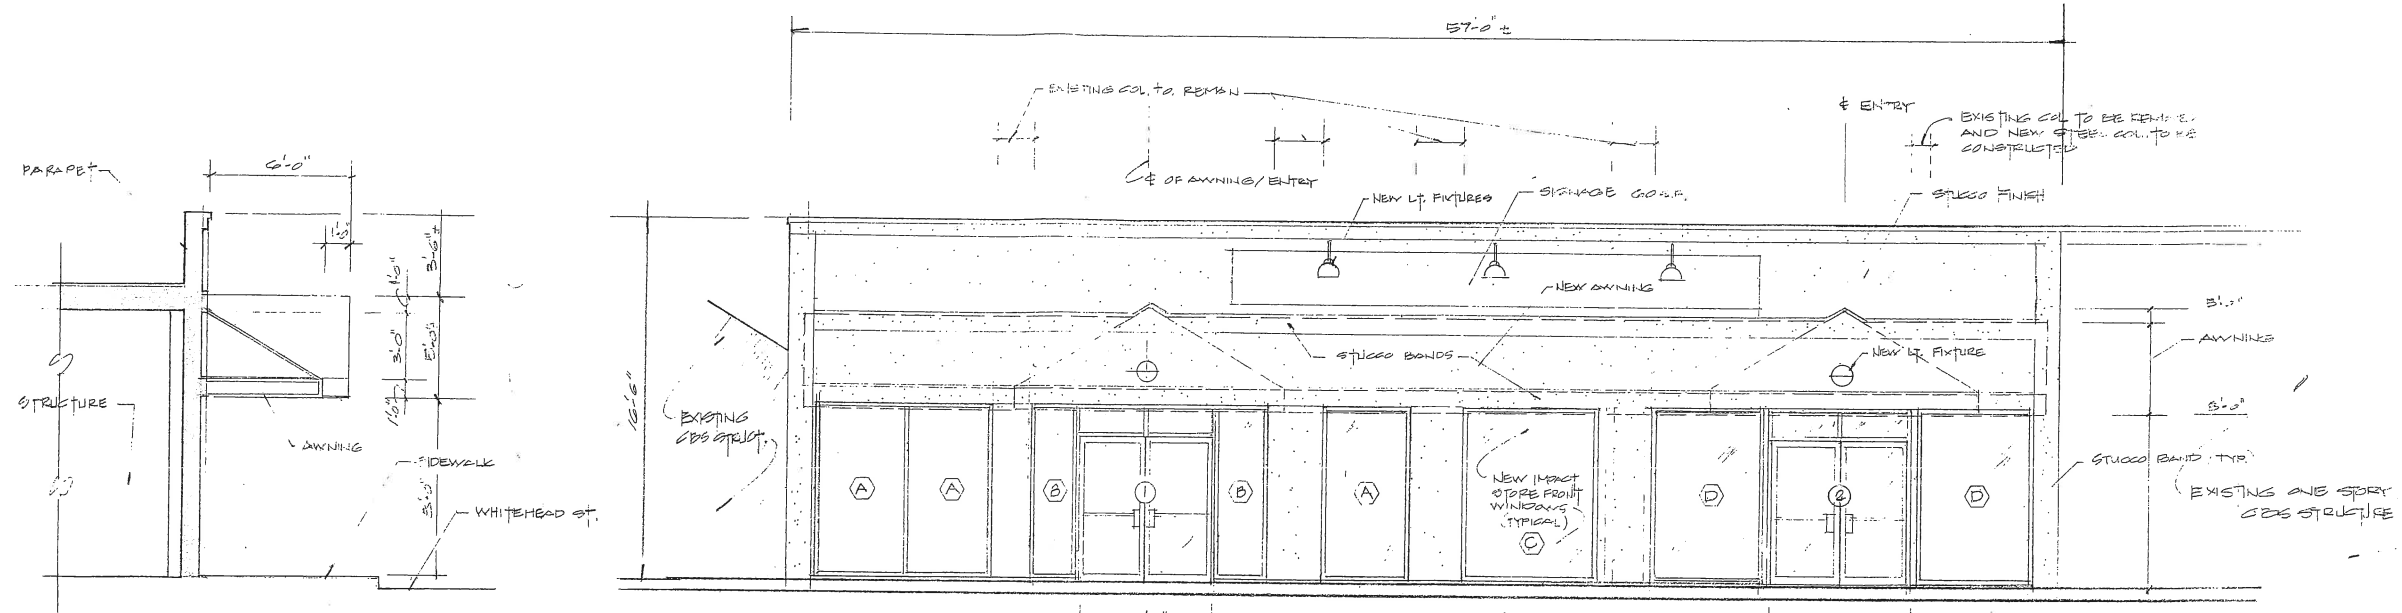 57'-0" ±
EXISTING COL. TO REMAIN
℄ ENTRY
EXISTING COL TO BE
AND NEW STEEL COL. TO BE
CONSTRUCTED
PARAPET
6'-0"
℄ OF AWNING/ENTRY
NEW LT. FIXTURES
SIGNAGE
STUCCO FINISH
3'-6" ±
1'-0"
NEW AWNING
3'-0"
5'-0"
STUCCO BANDS
NEW LT. FIXTURE
AWNING
16'-6"
STRUCTURE
1'-0"
EXISTING
CBS STRUCT.
8'-0"
AWNING
SIDEWALK
STUCCO BAND, TYP.
A
A
B
1
B
A
NEW IMPACT
STORE FRONT
WINDOWS
(TYPICAL)
C
D
2
D
8'-0"
WHITEHEAD ST.
EXISTING ONE STORY
CBS STRUCTURE